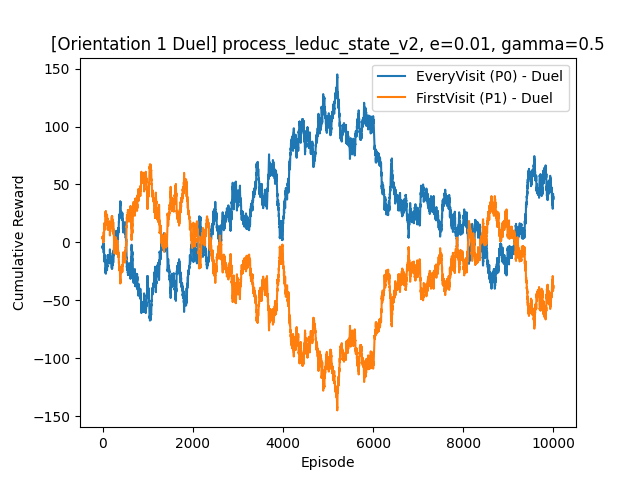 [Orientation 1 Duel] process_leduc_state_v2, e=0.01, gamma=0.5
EveryVisit (P0) - Duel
FirstVisit (P1) - Duel
Cumulative Reward
150
100
50
0
−50
−100
−150
0
2000
4000
6000
8000
10000
Episode